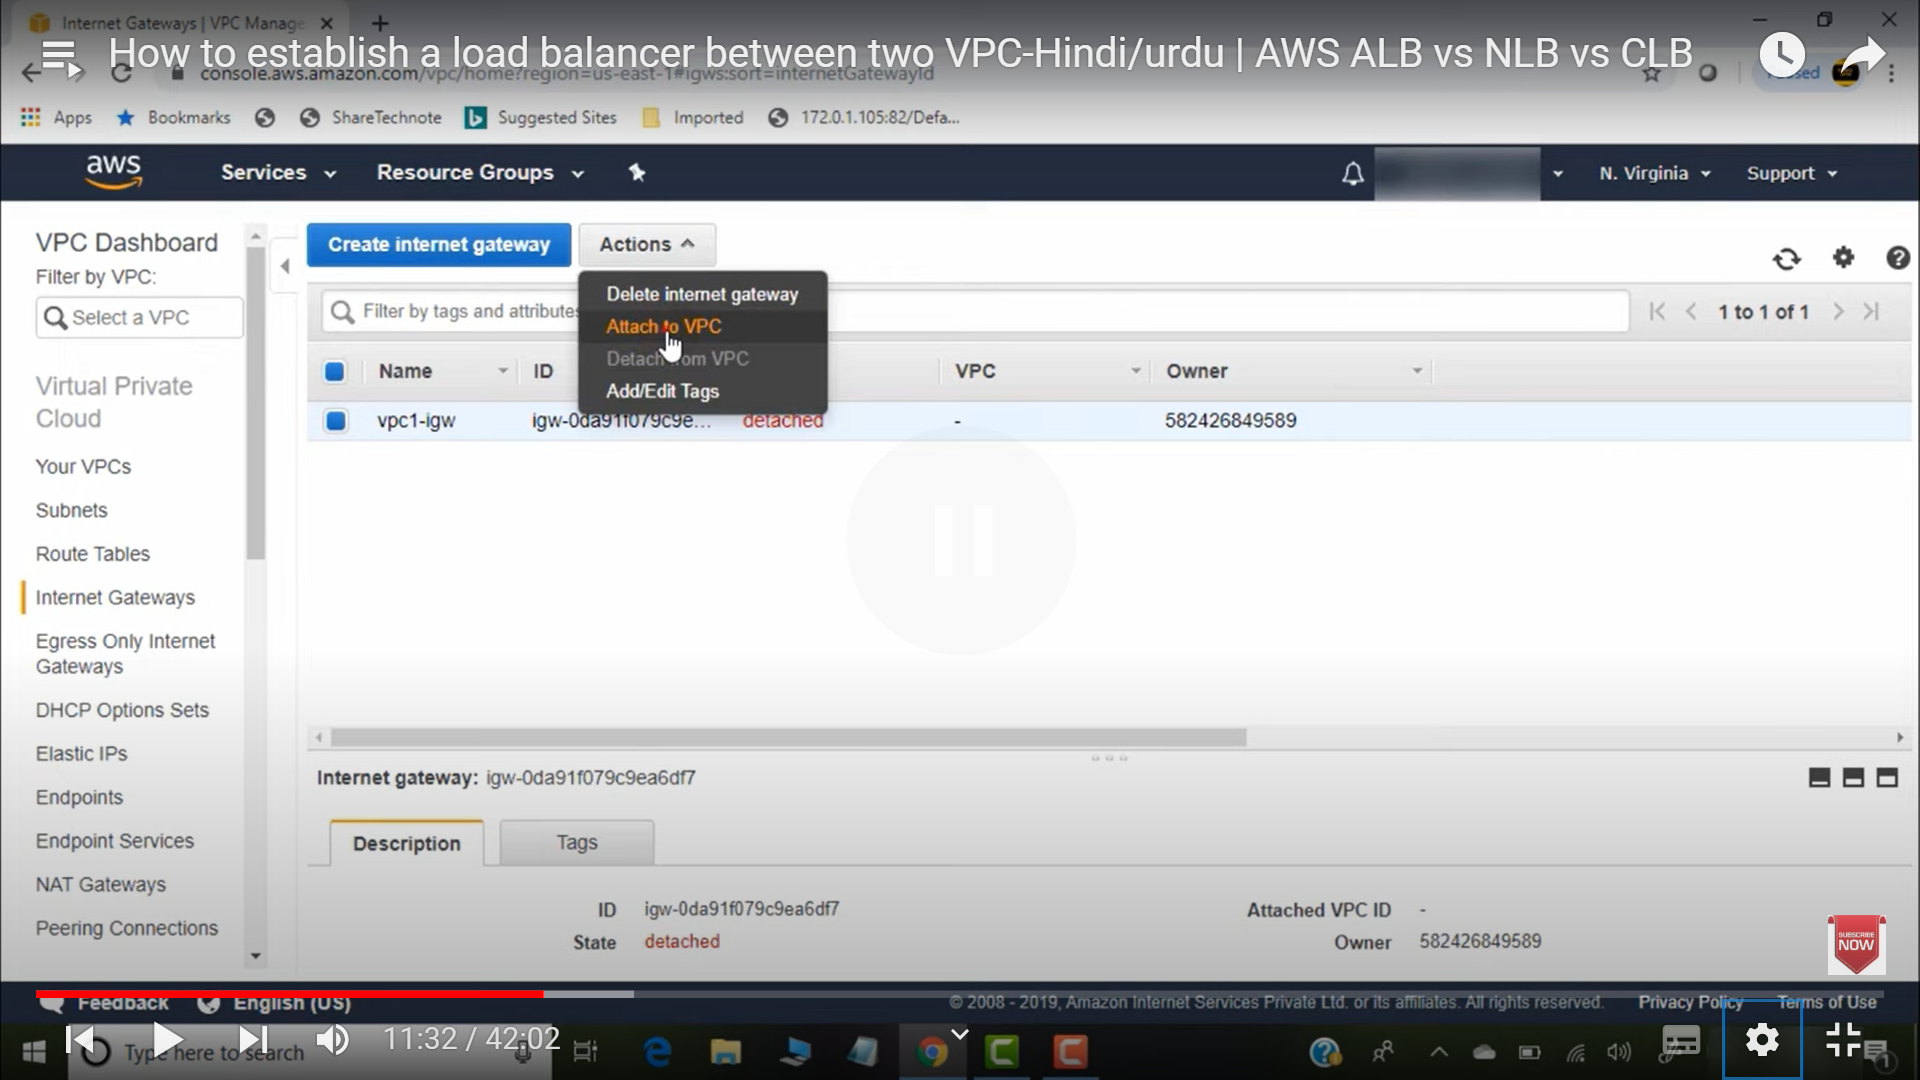 Internet Gateways | VPC Manage
How to establish a load balancer between two VPC-Hindi/urdu | AWS ALB vs NLB vs CLB
console.aws.amazon.com/vpc/home?region=us-east-1#igws:sort=internetGatewayId
Paused
Apps
Bookmarks
ShareTechnote
Suggested Sites
Imported
172.0.1.105:82/Defa...
aws
Services
Resource Groups
N. Virginia
Support
VPC Dashboard
Filter by VPC:
Select a VPC
Virtual Private
Cloud
Your VPCs
Subnets
Route Tables
Internet Gateways
Egress Only Internet
Gateways
DHCP Options Sets
Elastic IPs
Endpoints
Endpoint Services
NAT Gateways
Peering Connections
Create internet gateway
Actions
Delete internet gateway
Attach to VPC
Detach from VPC
Add/Edit Tags
Filter by tags and attributes
1 to 1 of 1
Name
ID
VPC
Owner
vpc1-igw
igw-0da91f079c9e...
detached
-
582426849589
Internet gateway: igw-0da91f079c9ea6df7
Description
Tags
ID igw-0da91f079c9ea6df7
Attached VPC ID -
State detached
Owner 582426849589
SUBSCRIBE
NOW
Feedback
English (US)
© 2008 - 2019, Amazon Internet Services Private Ltd. or its affiliates. All rights reserved.
Privacy Policy
Terms of Use
Type here to search
11:32 / 42:02
1